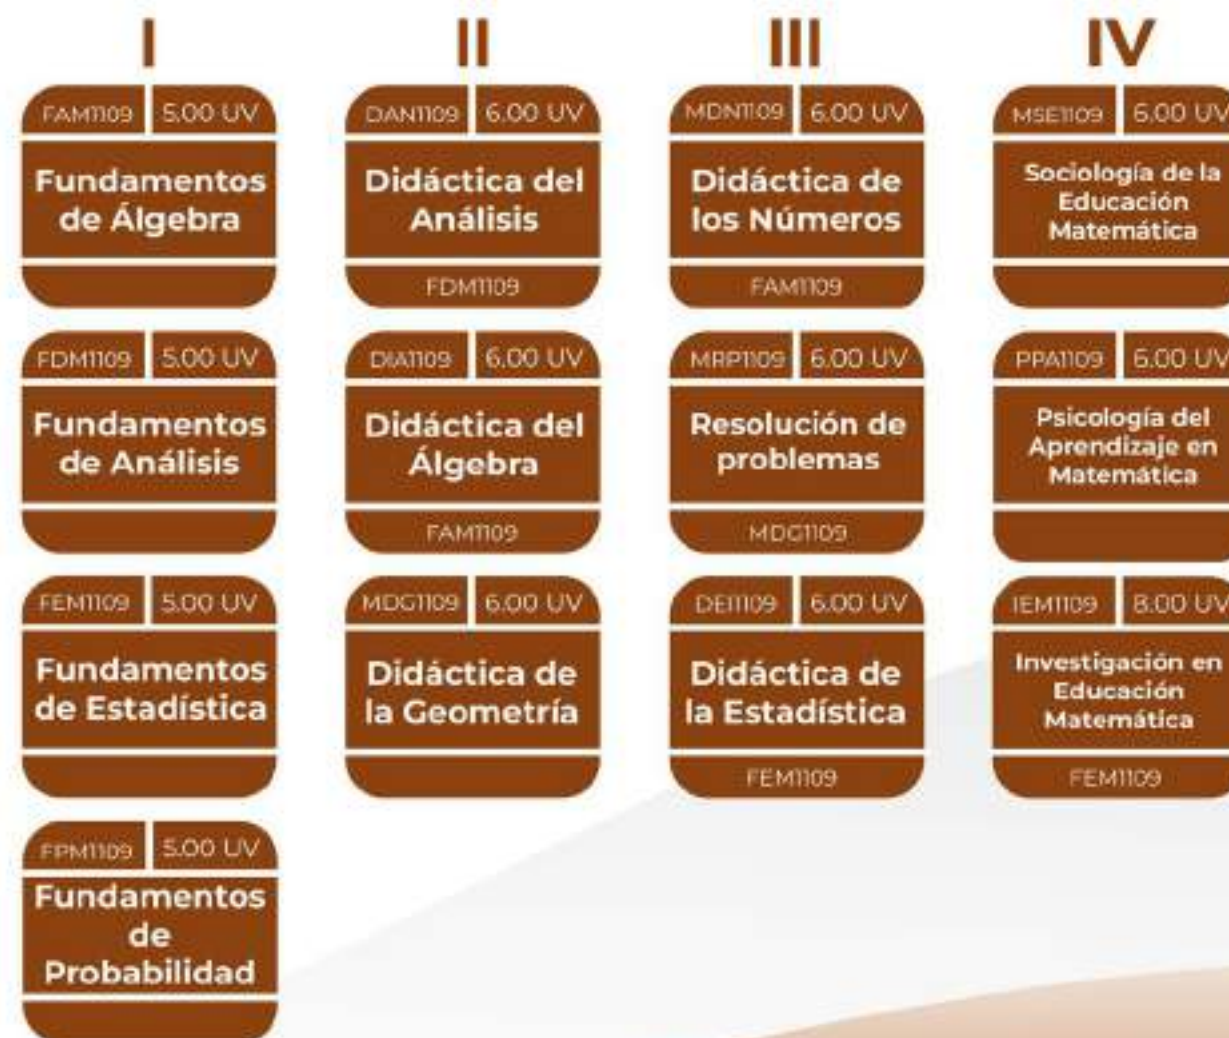 I
II
III
IV
FAM1109
5.00 UV
Fundamentos
de Álgebra
DAN1109
6.00 UV
Didáctica del
Análisis
FDM1109
MDN1109
6.00 UV
Didáctica de
los Números
FAM1109
MSE1109
6.00 UV
Sociología de la
Educación
Matemática
FDM1109
5.00 UV
Fundamentos
de Análisis
DIA1109
6.00 UV
Didáctica del
Álgebra
FAM1109
MRP1109
6.00 UV
Resolución de
problemas
MDG1109
PPA1109
6.00 UV
Psicología del
Aprendizaje en
Matemática
FEM1109
5.00 UV
Fundamentos
de Estadística
MDG1109
6.00 UV
Didáctica de
la Geometría
DEI1109
6.00 UV
Didáctica de
la Estadística
FEM1109
IEM1109
8.00 UV
Investigación en
Educación
Matemática
FEM1109
FPM1109
5.00 UV
Fundamentos
de
Probabilidad